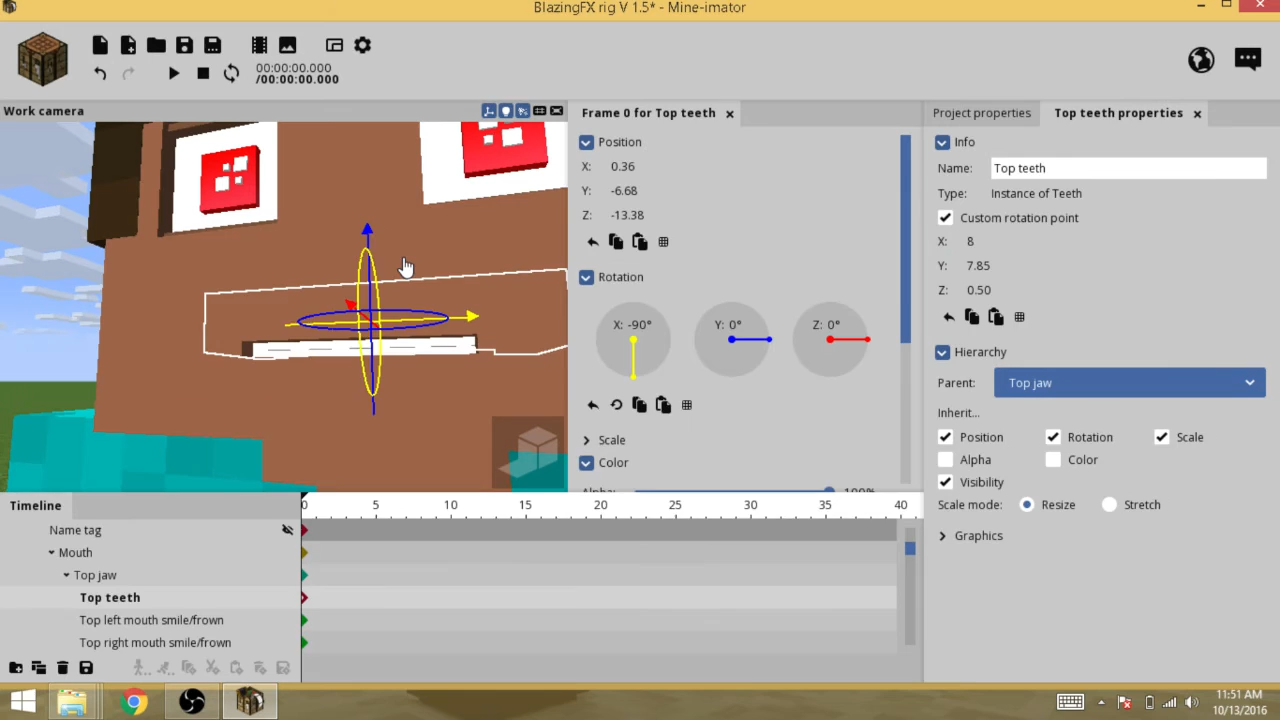 BlazingFX rig V 1.5* - Mine-imator
00:00:00.000
/00:00:00.000
Work camera
Frame 0 for Top teeth
Position
X: 0.36
Y: -6.68
Z: -13.38
Rotation
X: -90°
Y: 0°
Z: 0°
Scale
Color
Project properties
Top teeth properties
Info
Name: Top teeth
Type: Instance of Teeth
Custom rotation point
X: 8
Y: 7.85
Z: 0.50
Hierarchy
Parent: Top jaw
Inherit...
Position Rotation Scale
Alpha Color
Visibility
Scale mode: Resize Stretch
Graphics
Timeline
0 5 10 15 20 25 30 35 40
Name tag
Mouth
Top jaw
Top teeth
Top left mouth smile/frown
Top right mouth smile/frown
11:51 AM
10/13/2016